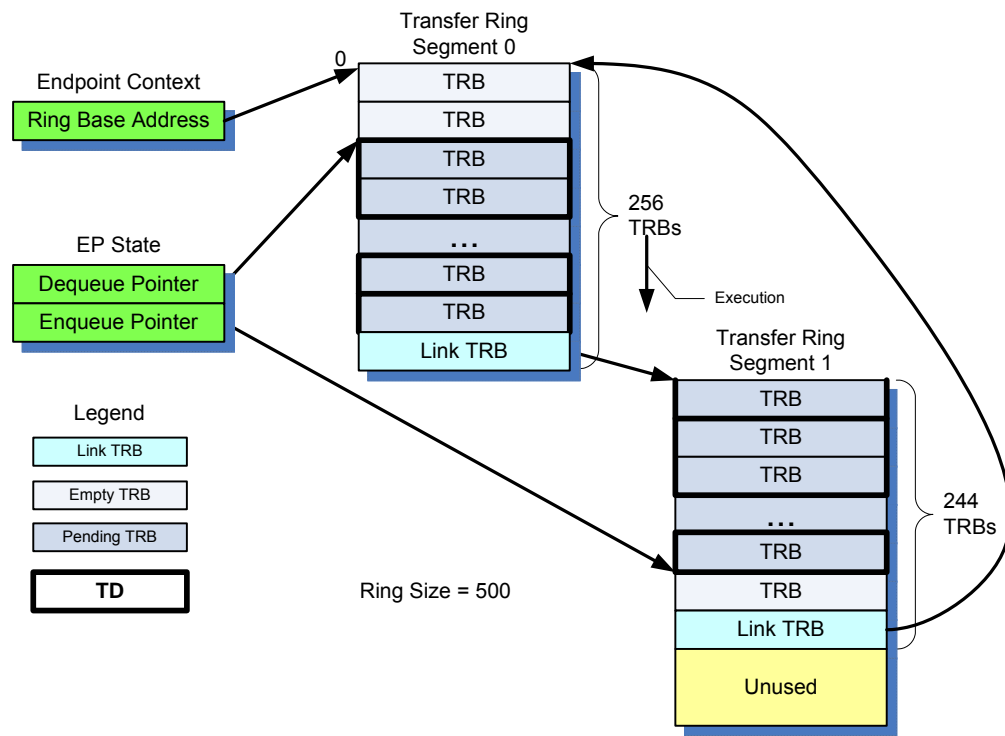 Transfer Ring
Segment 0
0
Endpoint Context
Ring Base Address
TRB
TRB
TRB
TRB
...
TRB
TRB
Link TRB
256
TRBs
Execution
EP State
Dequeue Pointer
Enqueue Pointer
Transfer Ring
Segment 1
TRB
TRB
TRB
...
TRB
TRB
Link TRB
Unused
244
TRBs
Legend
Link TRB
Empty TRB
Pending TRB
TD
Ring Size = 500